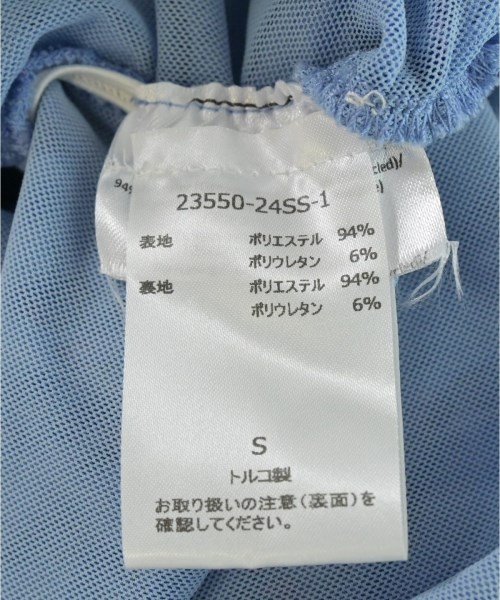 23550-24SS-1
表地 ポリエステル 94%
ポリウレタン 6%
裏地 ポリエステル 94%
ポリウレタン 6%
S
トルコ製
お取り扱いの注意(裏面)を
確認してください。
94%